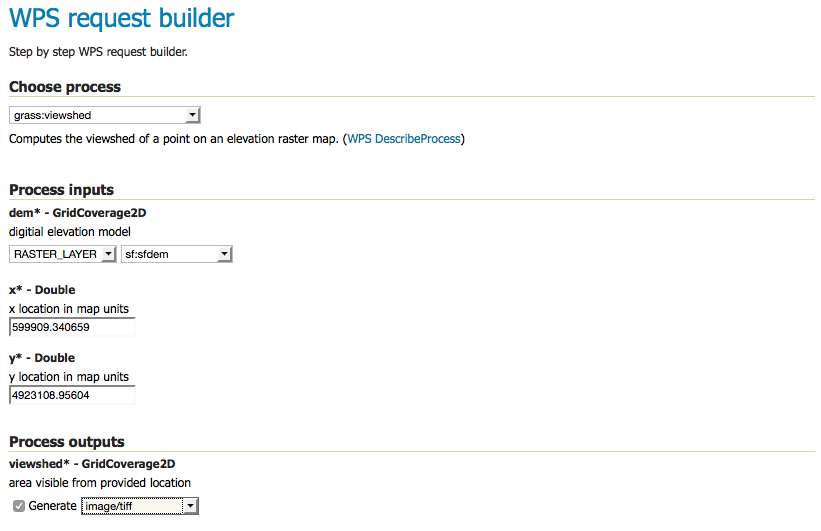 WPS request builder
Step by step WPS request builder.
Choose process
grass:viewshed
Computes the viewshed of a point on an elevation raster map. (WPS DescribeProcess)
Process inputs
dem* - GridCoverage2D
digitial elevation model
RASTER_LAYER sf:sfdem
x* - Double
x location in map units
599909.340659
y* - Double
y location in map units
4923108.95604
Process outputs
viewshed* - GridCoverage2D
area visible from provided location
Generate image/tiff